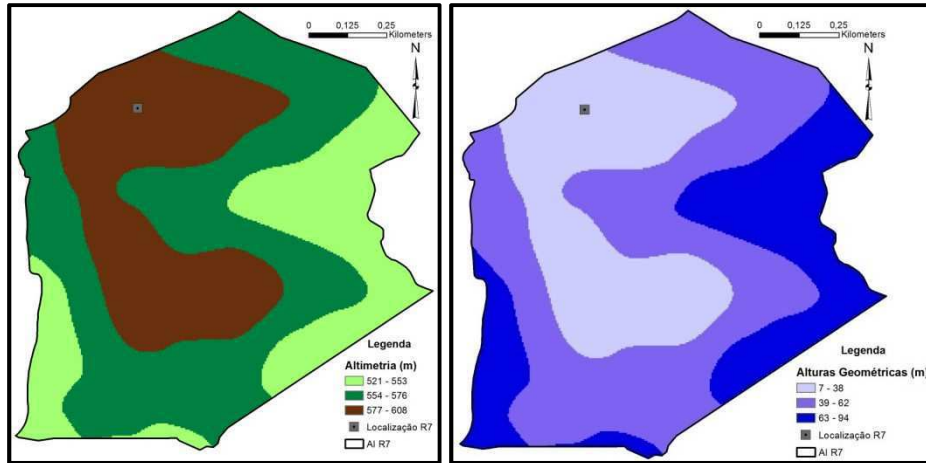 0 0,125 0,25
Kilometers
N
Legenda
Altimetria (m)
521 - 553
554 - 576
577 - 608
Localização R7
AI R7
0 0,125 0,25
Kilometers
N
Legenda
Alturas Geométricas (m)
7 - 38
39 - 62
63 - 94
Localização R7
AI R7